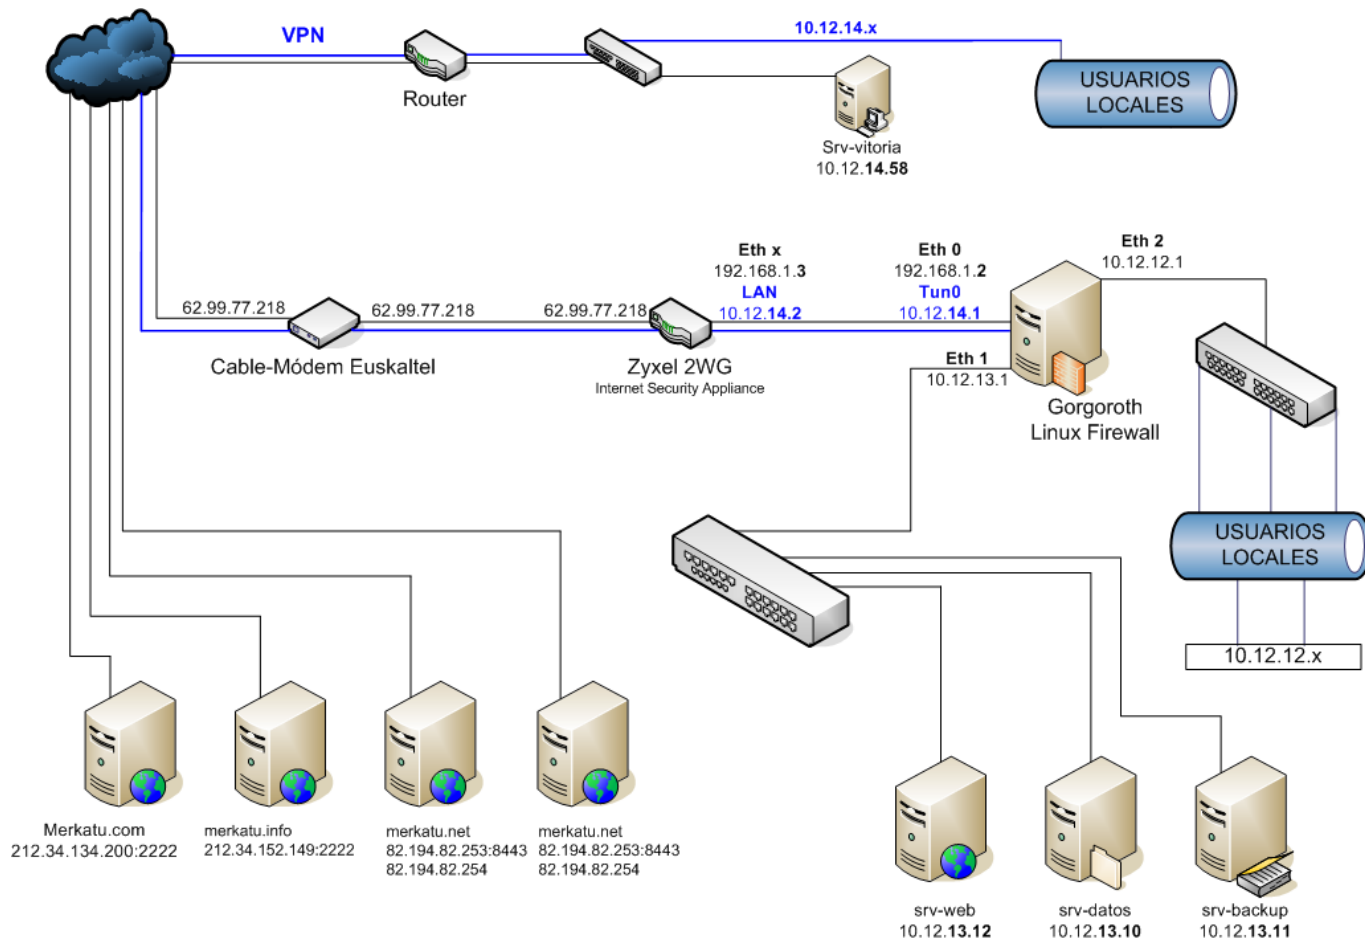 VPN
10.12.14.x
USUARIOS
LOCALES
Router
Srv-vitoria
10.12.14.58
Eth x
192.168.1.3
LAN
10.12.14.2
Eth 0
192.168.1.2
Tun0
10.12.14.1
Eth 2
10.12.12.1
62.99.77.218
62.99.77.218
62.99.77.218
Cable-Módem Euskaltel
Zyxel 2WG
Internet Security Appliance
Eth 1
10.12.13.1
Gorgoroth
Linux Firewall
USUARIOS
LOCALES
10.12.12.x
Merkatu.com
212.34.134.200:2222
merkatu.info
212.34.152.149:2222
merkatu.net
82.194.82.253:8443
82.194.82.254
merkatu.net
82.194.82.253:8443
82.194.82.254
srv-web
10.12.13.12
srv-datos
10.12.13.10
srv-backup
10.12.13.11